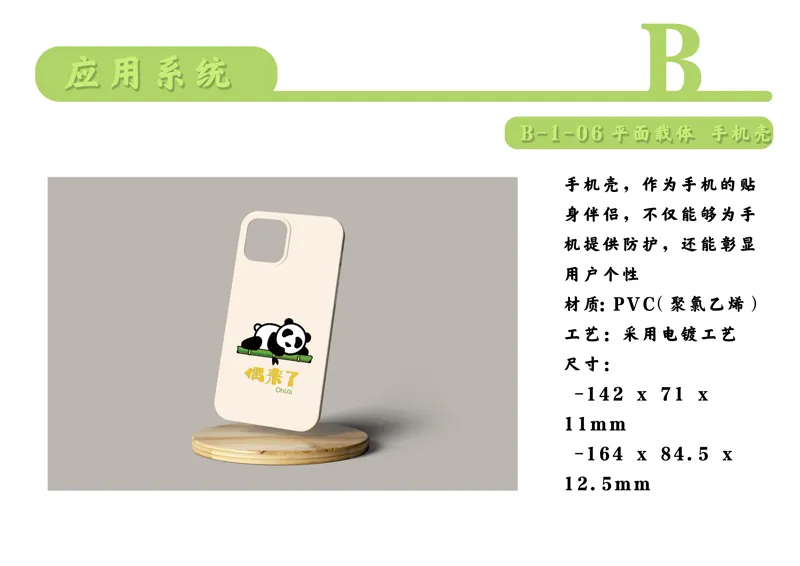 应用系统
B
B-1-06 平面载体 手机壳
手机壳，作为手机的贴
身伴侣，不仅能够为手
机提供防护，还能彰显
用户个性
材质: PVC(聚氯乙烯)
工艺：采用电镀工艺
尺寸：
-142 x 71 x
11mm
-164 x 84.5 x
12.5mm
偶来了